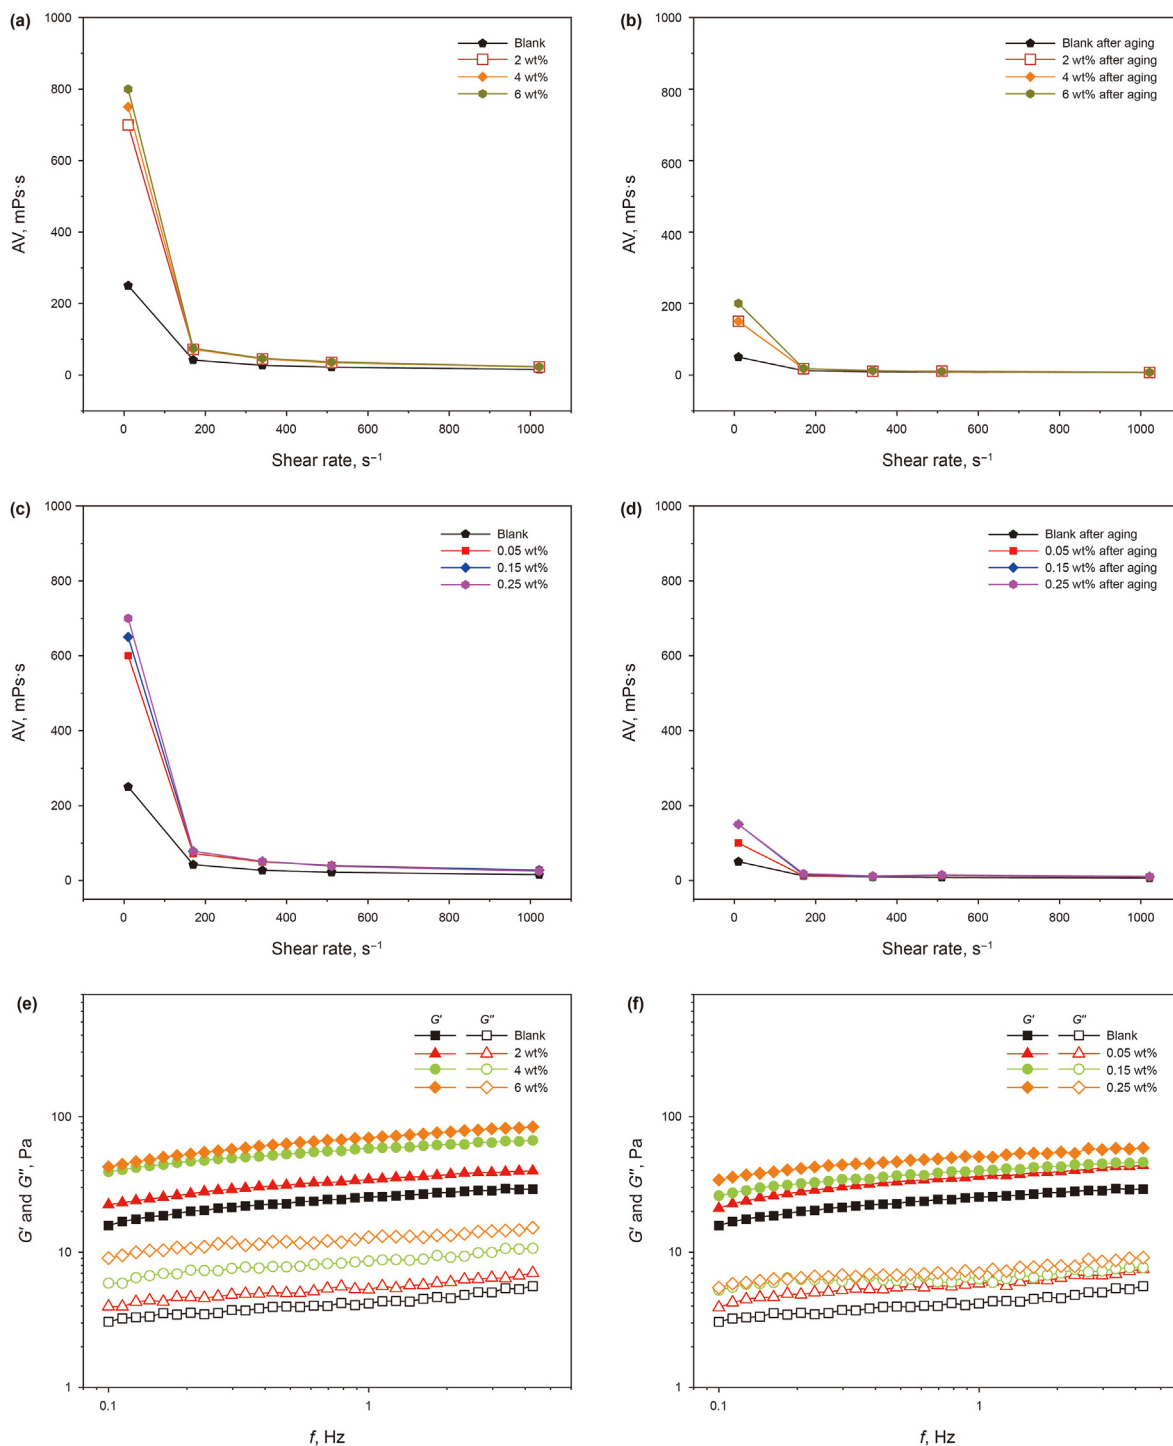 (a)
1000
800
600
400
200
0
AV, mPs·s
Blank
2 wt%
4 wt%
6 wt%
0 200 400 600 800 1000
Shear rate, s⁻¹
(b)
1000
800
600
400
200
0
AV, mPs·s
Blank after aging
2 wt% after aging
4 wt% after aging
6 wt% after aging
0 200 400 600 800 1000
Shear rate, s⁻¹
(c)
1000
800
600
400
200
0
AV, mPs·s
Blank
0.05 wt%
0.15 wt%
0.25 wt%
0 200 400 600 800 1000
Shear rate, s⁻¹
(d)
1000
800
600
400
200
0
AV, mPs·s
Blank after aging
0.05 wt% after aging
0.15 wt% after aging
0.25 wt% after aging
0 200 400 600 800 1000
Shear rate, s⁻¹
(e)
100
10
1
G' and G'', Pa
G' G''
Blank
2 wt%
4 wt%
6 wt%
0.1 1
f, Hz
(f)
100
10
1
G' and G'', Pa
G' G''
Blank
0.05 wt%
0.15 wt%
0.25 wt%
0.1 1
f, Hz